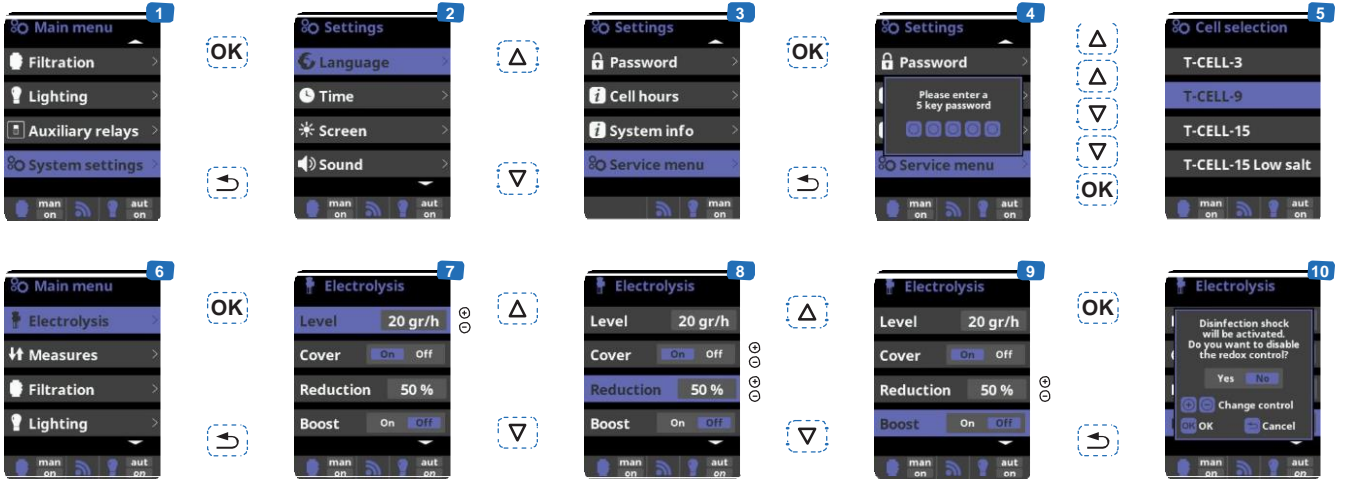 1
Main menu
Filtration
Lighting
Auxiliary relays
System settings
man on
aut on
OK
2
Settings
Language
Time
Screen
Sound
man on
aut on
3
Settings
Password
Cell hours
System info
Service menu
man on
OK
4
Settings
Password
Please enter a
5 key password
Service menu
man on
aut on
OK
5
Cell selection
T-CELL-3
T-CELL-9
T-CELL-15
T-CELL-15 Low salt
man on
aut on
6
Main menu
Electrolysis
Measures
Filtration
Lighting
man on
aut on
OK
7
Electrolysis
Level 20 gr/h
Cover On Off
Reduction 50 %
Boost On Off
man on
aut on
8
Electrolysis
Level 20 gr/h
Cover On Off
Reduction 50 %
Boost On Off
man on
aut on
9
Electrolysis
Level 20 gr/h
Cover On Off
Reduction 50 %
Boost On Off
man on
aut on
OK
10
Electrolysis
Disinfection shock
will be activated.
Do you want to disable
the redox control?
Yes No
Change control
OK OK
Cancel
man on
aut on